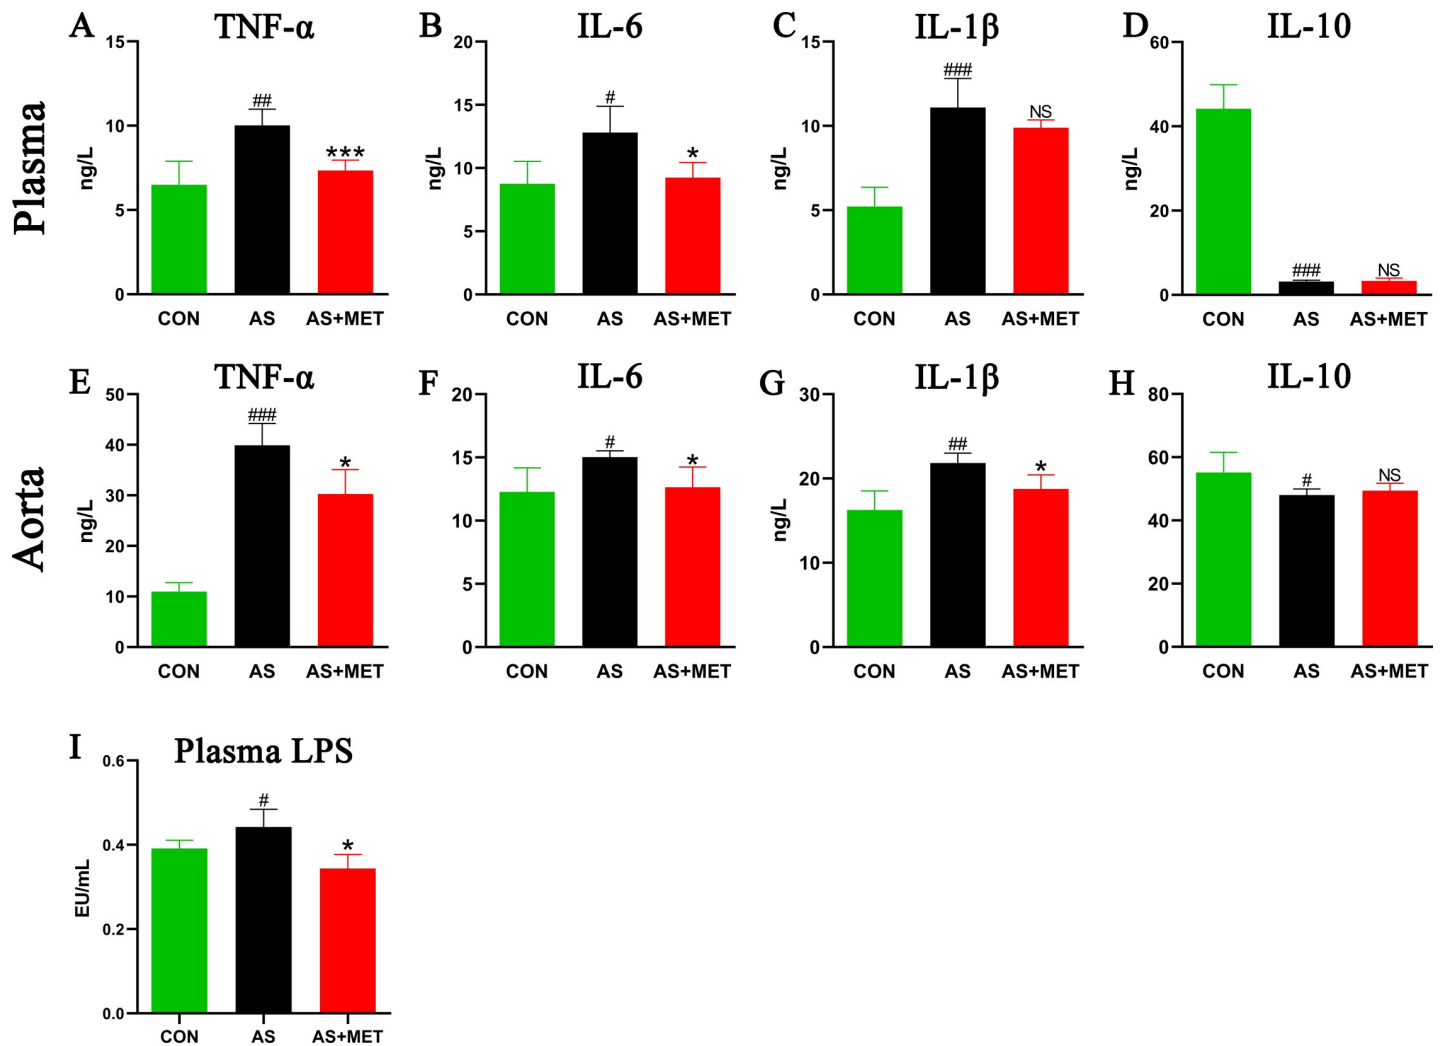 Plasma
A TNF-α
15
10
5
0
ng/L
##
***
CON AS AS+MET
B IL-6
20
15
10
5
0
ng/L
#
*
CON AS AS+MET
C IL-1β
15
10
5
0
ng/L
###
NS
CON AS AS+MET
D IL-10
60
40
20
0
ng/L
###
NS
CON AS AS+MET
Aorta
E TNF-α
50
40
30
20
10
0
ng/L
###
*
CON AS AS+MET
F IL-6
20
15
10
5
0
ng/L
#
*
CON AS AS+MET
G IL-1β
30
20
10
0
ng/L
##
*
CON AS AS+MET
H IL-10
80
60
40
20
0
ng/L
#
NS
CON AS AS+MET
I Plasma LPS
0.6
0.4
0.2
0.0
EU/mL
#
*
CON AS AS+MET